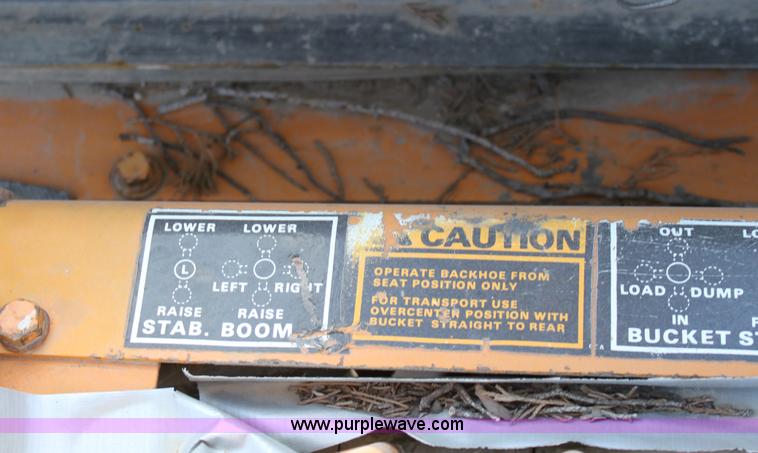 LOWER LOWER
L
LEFT RIGHT
RAISE RAISE
STAB. BOOM
CAUTION
OPERATE BACKHOE FROM
SEAT POSITION ONLY
FOR TRANSPORT USE
OVERCENTER POSITION WITH
BUCKET STRAIGHT TO REAR
OUT
LOAD DUMP
IN
BUCKET
www.purplewave.com